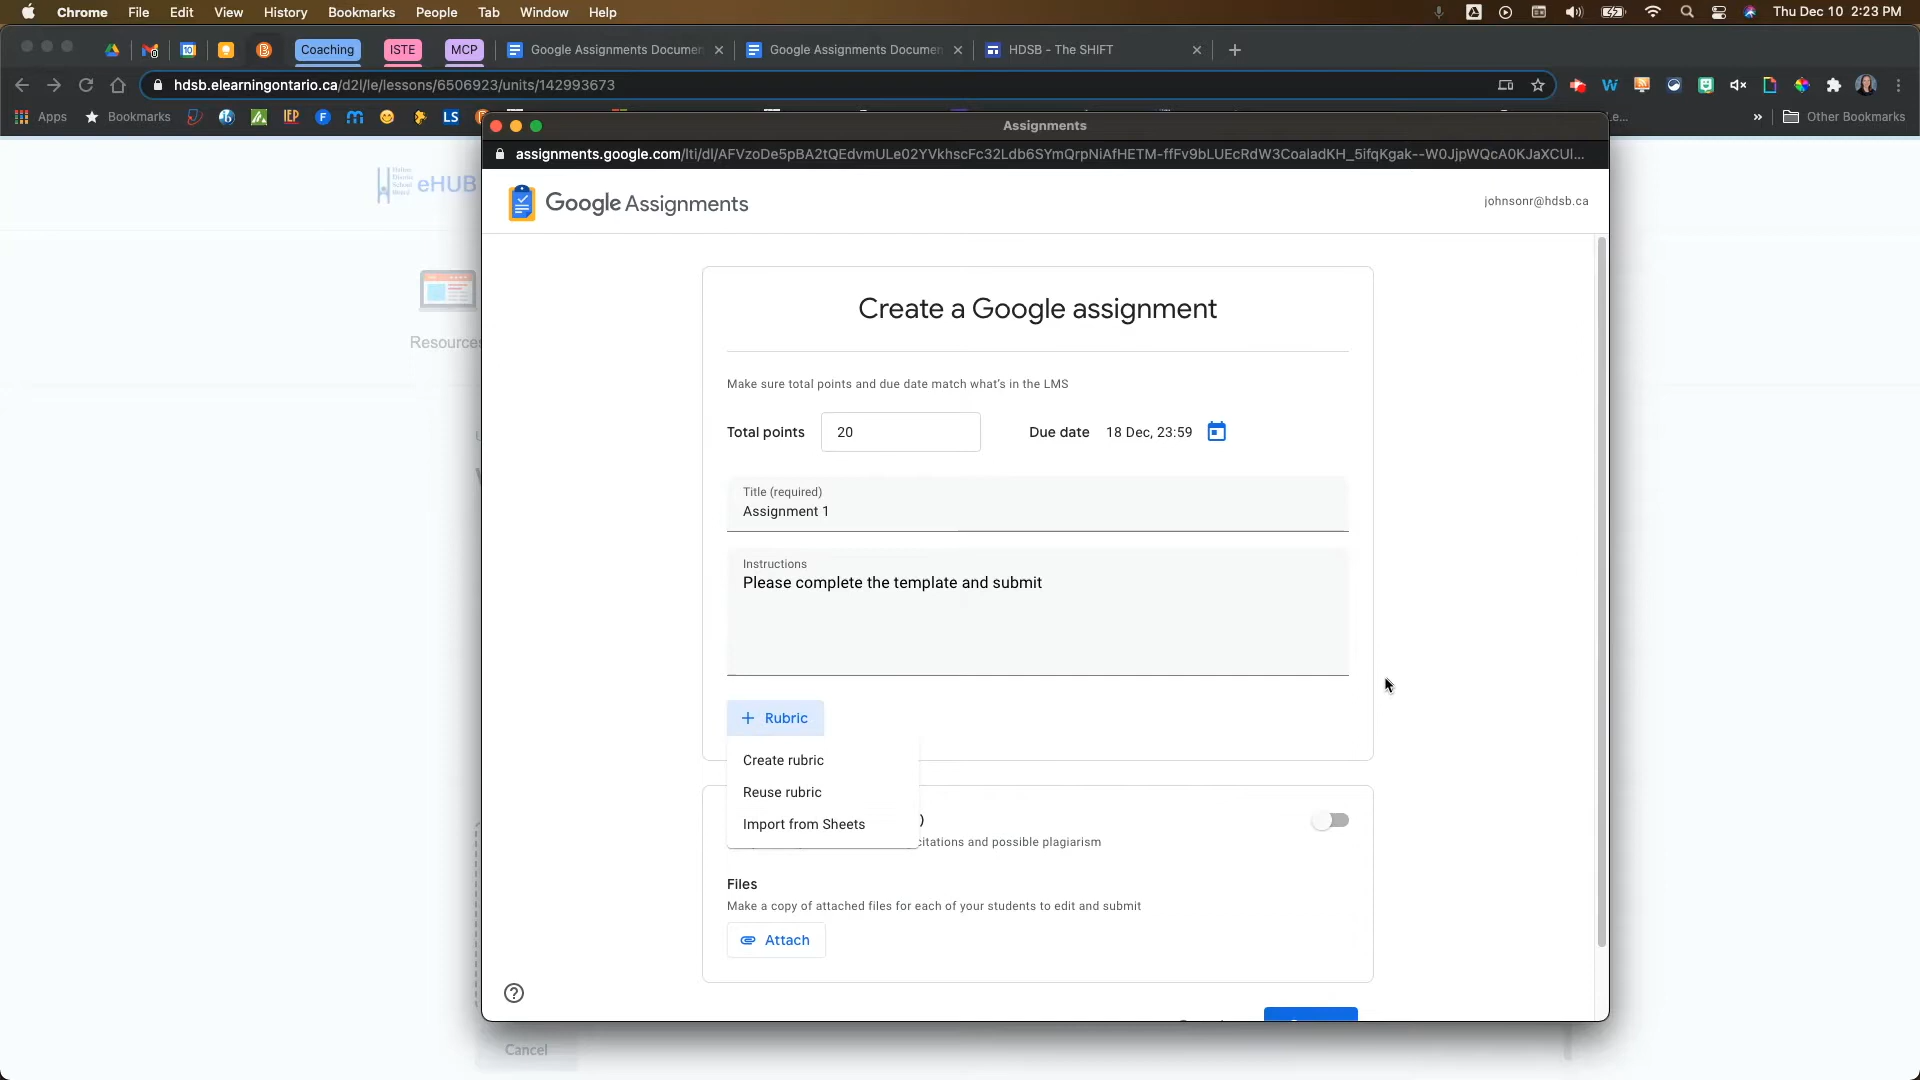 Chrome File Edit View History Bookmarks People Tab Window Help Thu Dec 10 2:23 PM
Coaching ISTE MCP Google Assignments Documen Google Assignments Documen HDSB - The SHIFT
hdsb.elearningontario.ca/d2l/le/lessons/6506923/units/142993673
Apps Bookmarks IEP LS Other Bookmarks
Assignments
assignments.google.com/lti/dl/AFVzoDe5pBA2tQEdvmULe02YVkhscFc32Ldb6SYmQrpNiAfHETM-ffFv9bLUEcRdW3CoaladKH_5ifqKgak--W0JjpWQcA0KJaXCUl...
eHUB
Google Assignments
johnsonr@hdsb.ca
Resources
Create a Google assignment
Make sure total points and due date match what's in the LMS
Total points 20 Due date 18 Dec, 23:59
Title (required)
Assignment 1
Instructions
Please complete the template and submit
+ Rubric
Create rubric
Reuse rubric
Import from Sheets
)
citations and possible plagiarism
Files
Make a copy of attached files for each of your students to edit and submit
Attach
Cancel